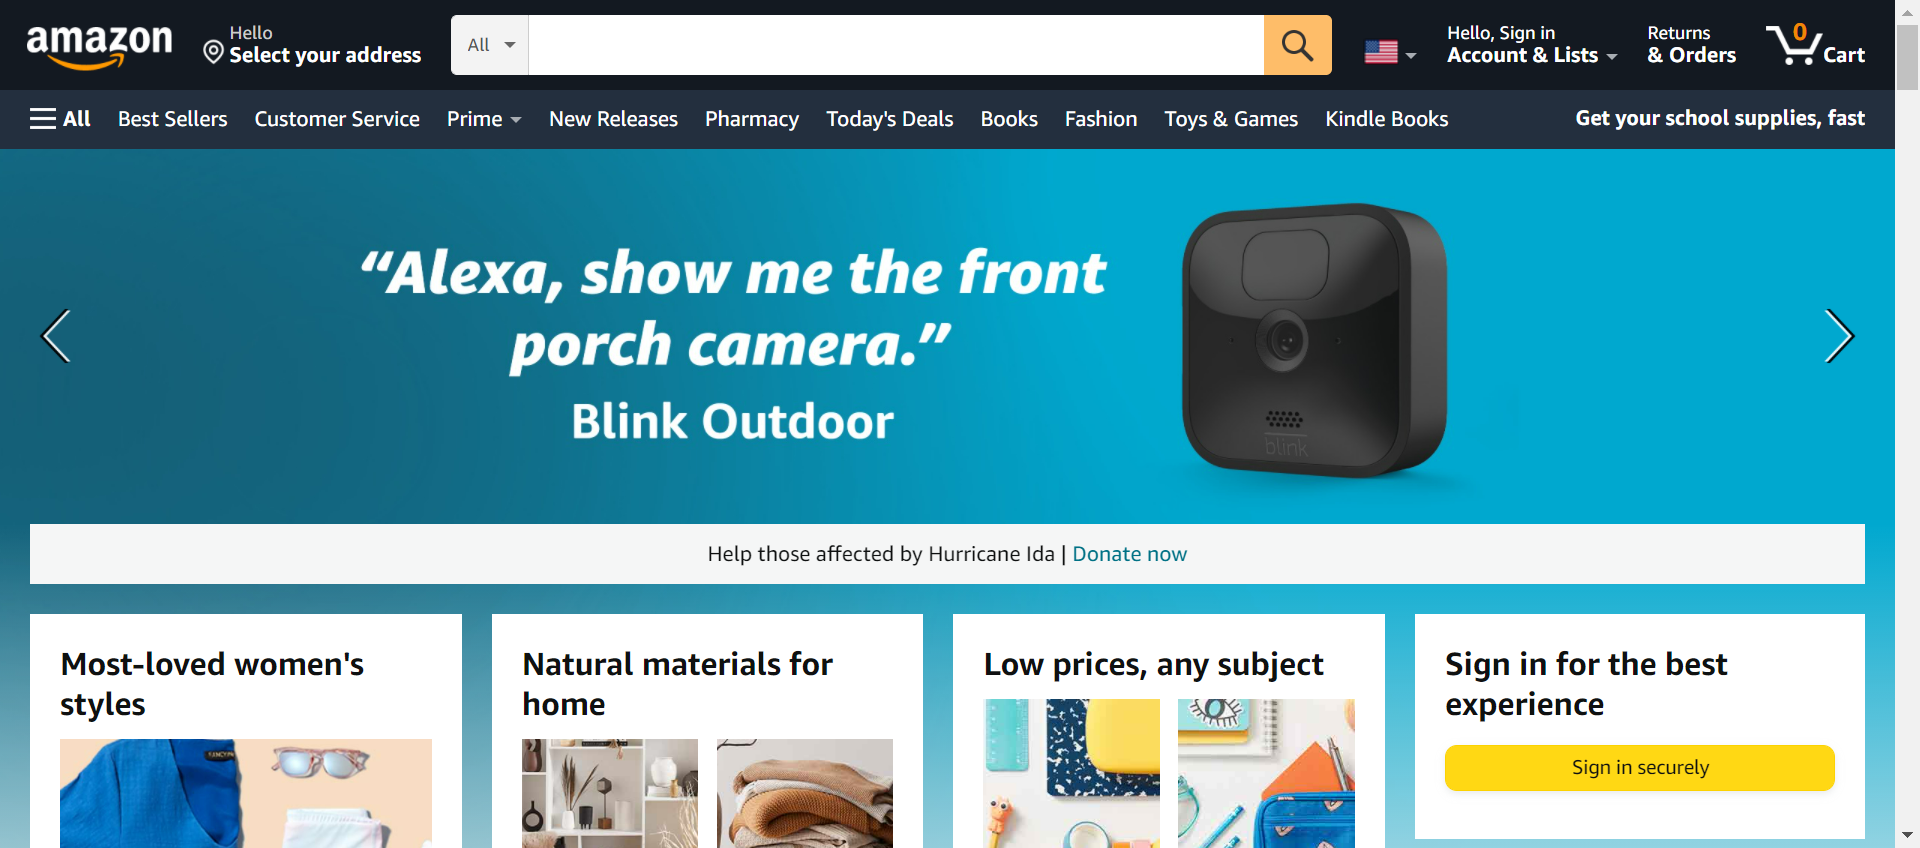 amazon
Hello
Select your address
All
Hello, Sign in
Account & Lists
Returns
& Orders
0
Cart
All
Best Sellers
Customer Service
Prime
New Releases
Pharmacy
Today's Deals
Books
Fashion
Toys & Games
Kindle Books
Get your school supplies, fast
“Alexa, show me the front
porch camera.”
Blink Outdoor
blink
Help those affected by Hurricane Ida | Donate now
Most-loved women's
styles
Natural materials for
home
Low prices, any subject
Sign in for the best
experience
Sign in securely